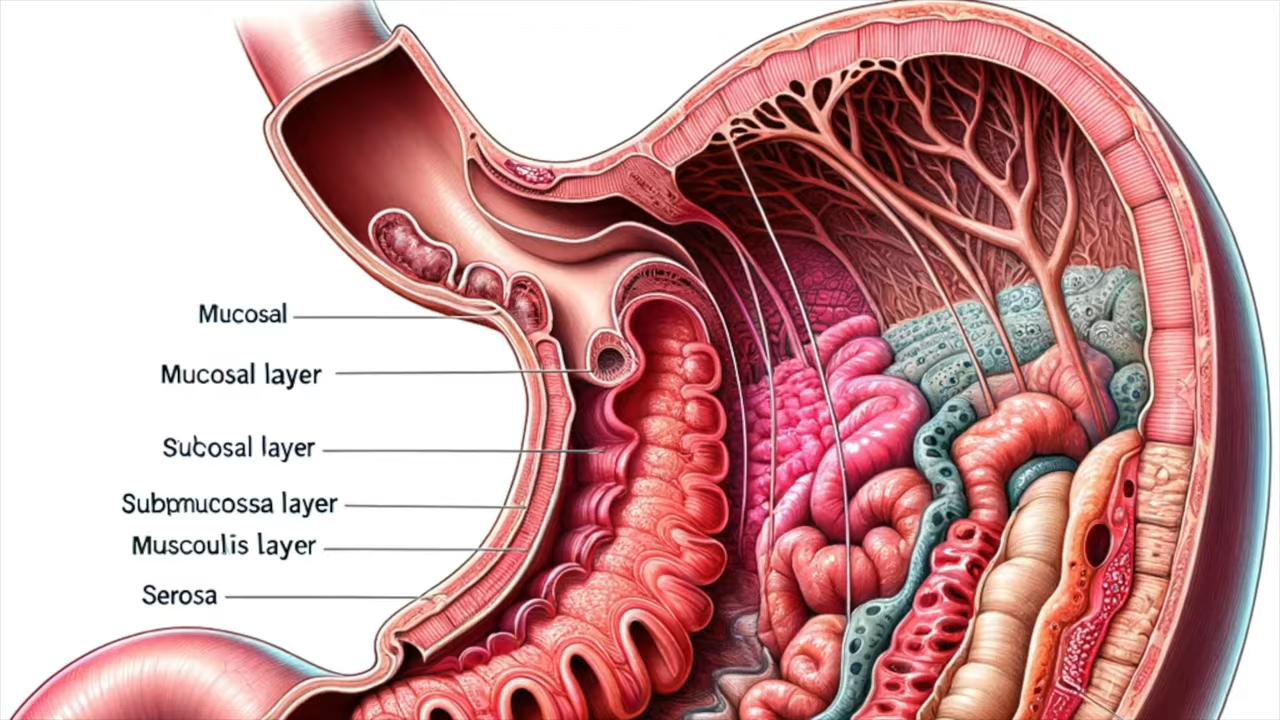 Mucosal
Mucosal layer
Subosal layer
Subpmucossa layer
Muscoulis layer
Serosa